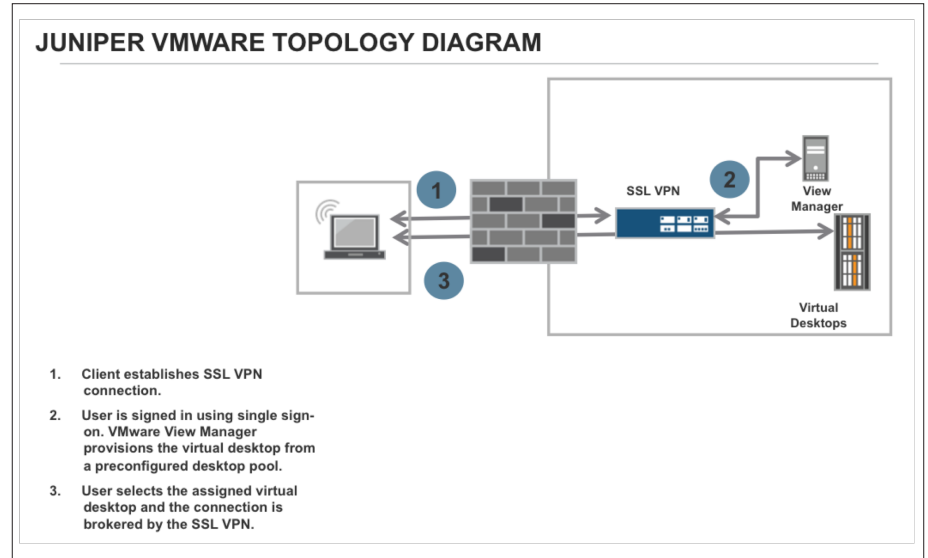 JUNIPER VMWARE TOPOLOGY DIAGRAM
1
2
3
SSL VPN
View
Manager
Virtual
Desktops
1. Client establishes SSL VPN
connection.
2. User is signed in using single sign-
on. VMware View Manager
provisions the virtual desktop from
a preconfigured desktop pool.
3. User selects the assigned virtual
desktop and the connection is
brokered by the SSL VPN.